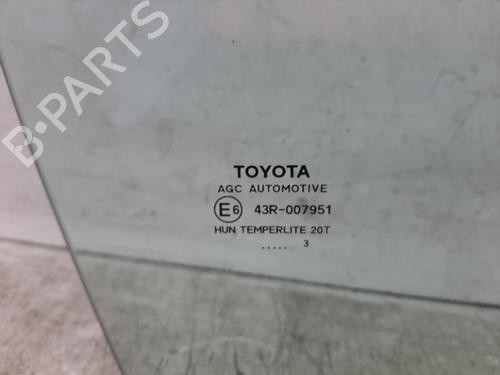 B-PARTS
TOYOTA
AGC AUTOMOTIVE
E6 43R-007951
HUN TEMPERLITE 20T
..... 3